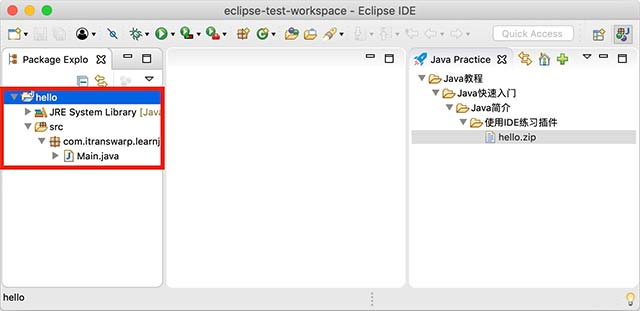 eclipse-test-workspace - Eclipse IDE
Quick Access
Package Explo
Java Practice
hello
JRE System Library [Java
src
com.itranswarp.learnj
Main.java
Java教程
Java快速入门
Java简介
使用IDE练习插件
hello.zip
hello